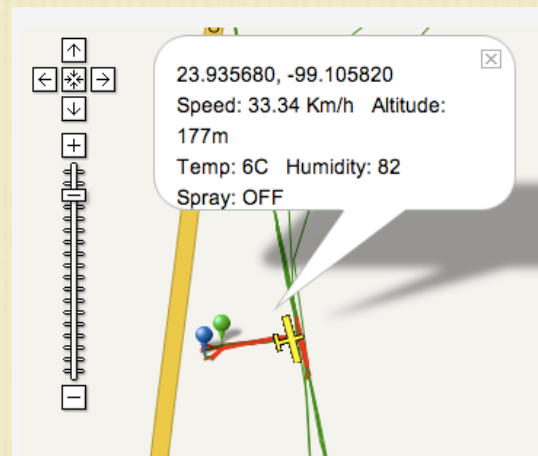 23.935680, -99.105820
Speed: 33.34 Km/h Altitude:
177m
Temp: 6C Humidity: 82
Spray: OFF